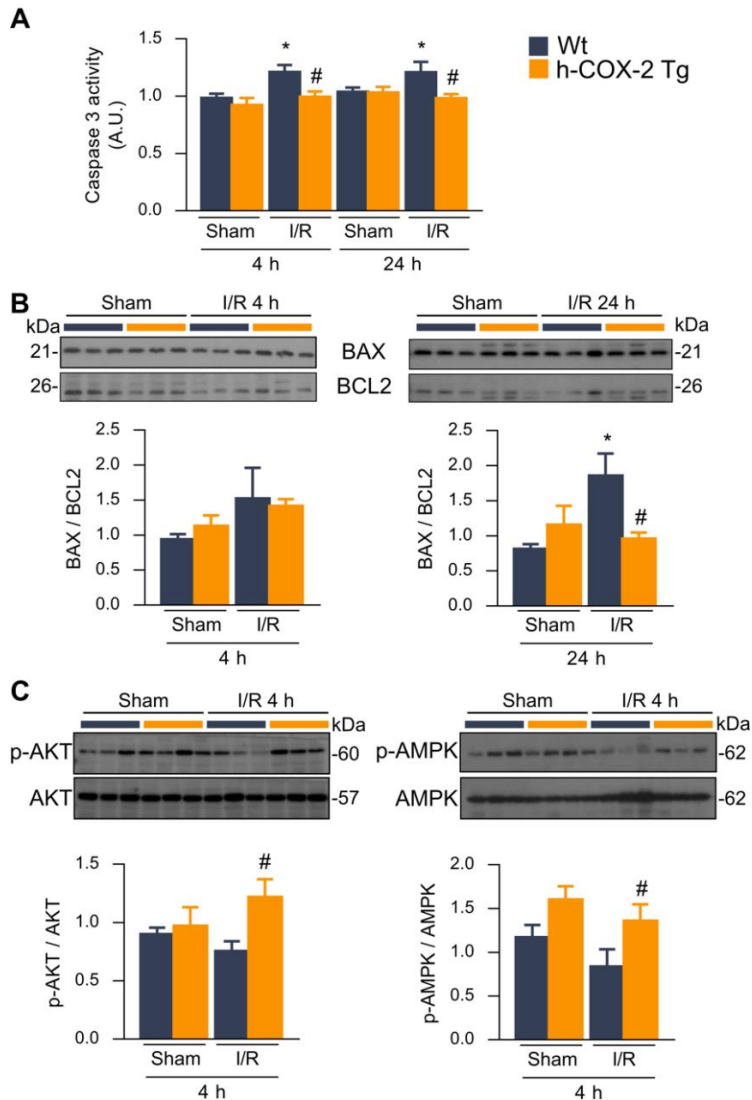 A
Caspase 3 activity
(A.U.)
1.5
1.0
0.5
0.0
* # * #
Wt
h-COX-2 Tg
Sham I/R Sham I/R
4 h 24 h
B
Sham I/R 4 h
kDa
21-
26-
BAX
BCL2
Sham I/R 24 h
kDa
-21
-26
BAX / BCL2
2.5
2.0
1.5
1.0
0.5
0.0
Sham I/R
4 h
BAX / BCL2
2.5
2.0
1.5
1.0
0.5
0.0
* #
Sham I/R
24 h
C
Sham I/R 4 h
kDa
p-AKT -60
AKT -57
Sham I/R 4 h
kDa
p-AMPK -62
AMPK -62
p-AKT / AKT
1.5
1.0
0.5
0.0
#
Sham I/R
4 h
p-AMPK / AMPK
2.0
1.5
1.0
0.5
0.0
#
Sham I/R
4 h